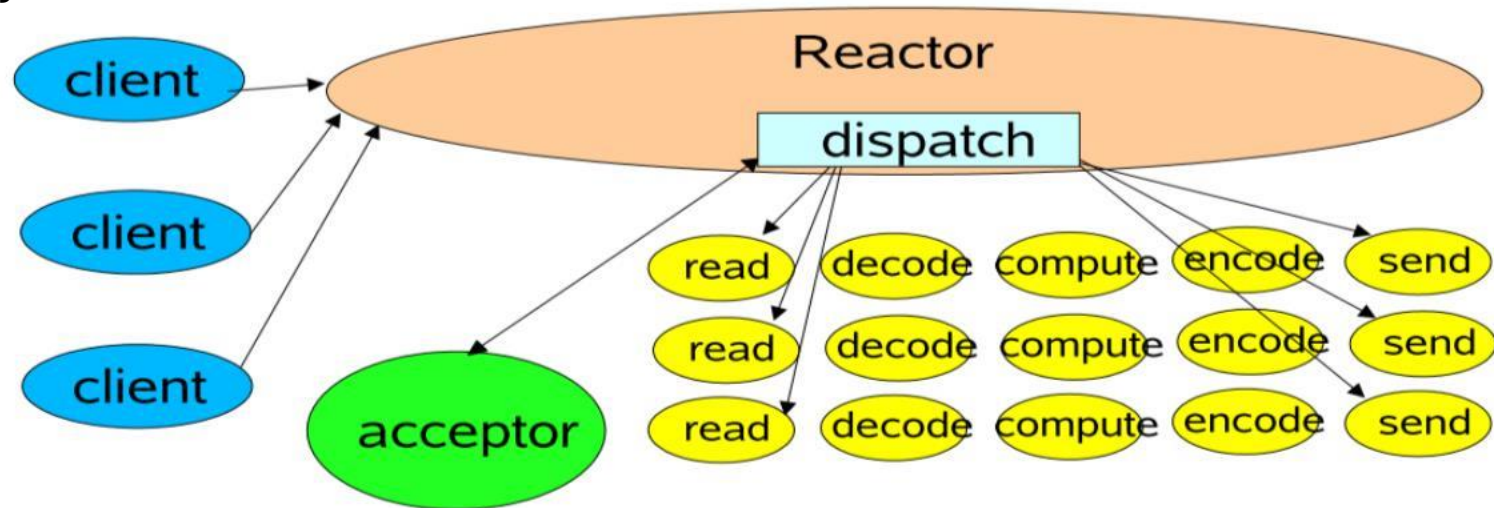 Reactor
client
dispatch
client
read decode compute encode send
read decode compute encode send
client
acceptor
read decode compute encode send